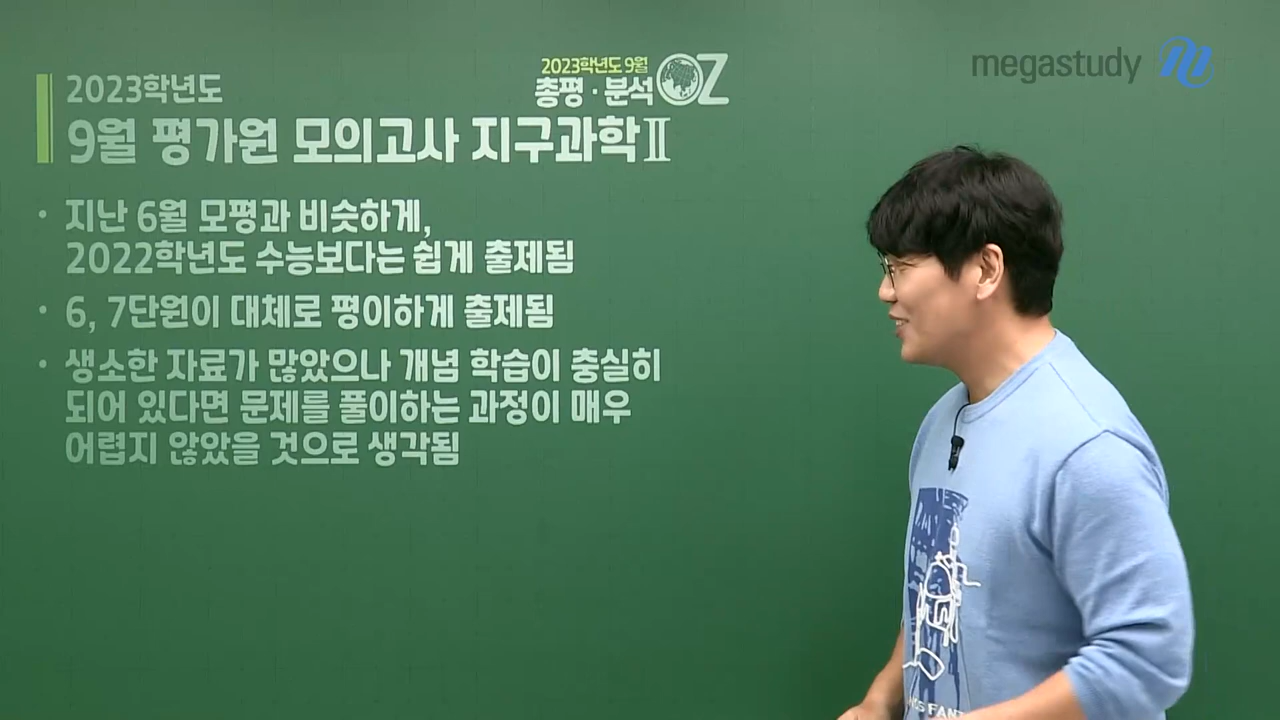 megastudy
2023학년도 9월
총평·분석 OZ
2023학년도
9월 평가원 모의고사 지구과학Ⅱ
• 지난 6월 모평과 비슷하게,
2022학년도 수능보다는 쉽게 출제됨
• 6, 7단원이 대체로 평이하게 출제됨
• 생소한 자료가 많았으나 개념 학습이 충실히
되어 있다면 문제를 풀이하는 과정이 매우
어렵지 않았을 것으로 생각됨